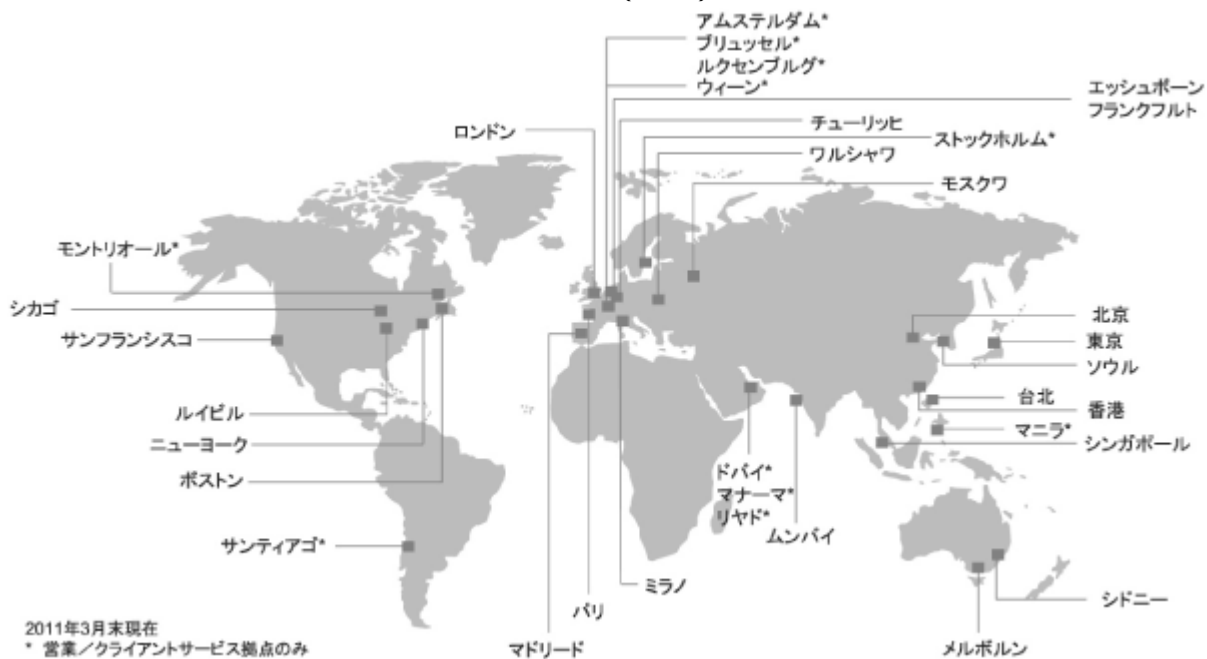 アムステルダム*
ブリュッセル*
ルクセンブルグ*
ウィーン*
エッシュボーン
フランクフルト
チューリッヒ
ロンドン
ストックホルム*
ワルシャワ
モスクワ
モントリオール*
シカゴ
サンフランシスコ
北京
東京
ソウル
台北
香港
マニラ*
シンガポール
ルイビル
ニューヨーク
ボストン
ドバイ*
マナーマ*
リヤド*
ムンバイ
サンティアゴ*
ミラノ
パリ
シドニー
マドリード
メルボルン
2011年3月末現在
* 営業／クライアントサービス拠点のみ